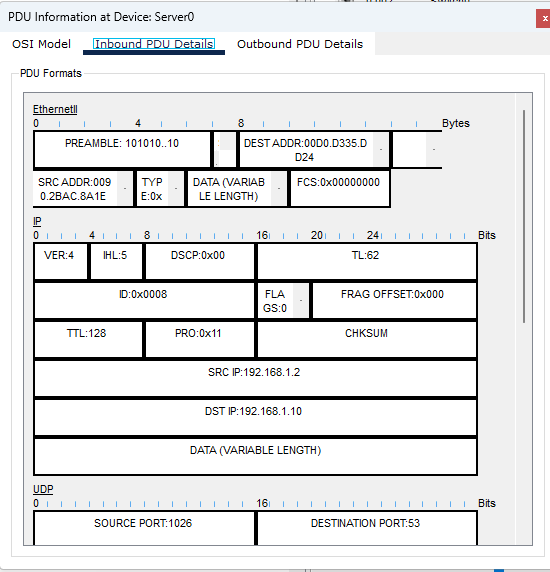 PDU Information at Device: Server0
OSI Model Inbound PDU Details Outbound PDU Details
PDU Formats
EthernetII
0 4 8 Bytes
PREAMBLE: 101010..10 DEST ADDR:00D0.D335.D
D24
SRC ADDR:009 TYP DATA (VARIAB FCS:0x00000000
0.2BAC.8A1E E:0x LE LENGTH)
IP
0 4 8 16 20 24 Bits
VER:4 IHL:5 DSCP:0x00 TL:62
ID:0x0008 FLA FRAG OFFSET:0x000
GS:0
TTL:128 PRO:0x11 CHKSUM
SRC IP:192.168.1.2
DST IP:192.168.1.10
DATA (VARIABLE LENGTH)
UDP
0 16 Bits
SOURCE PORT:1026 DESTINATION PORT:53